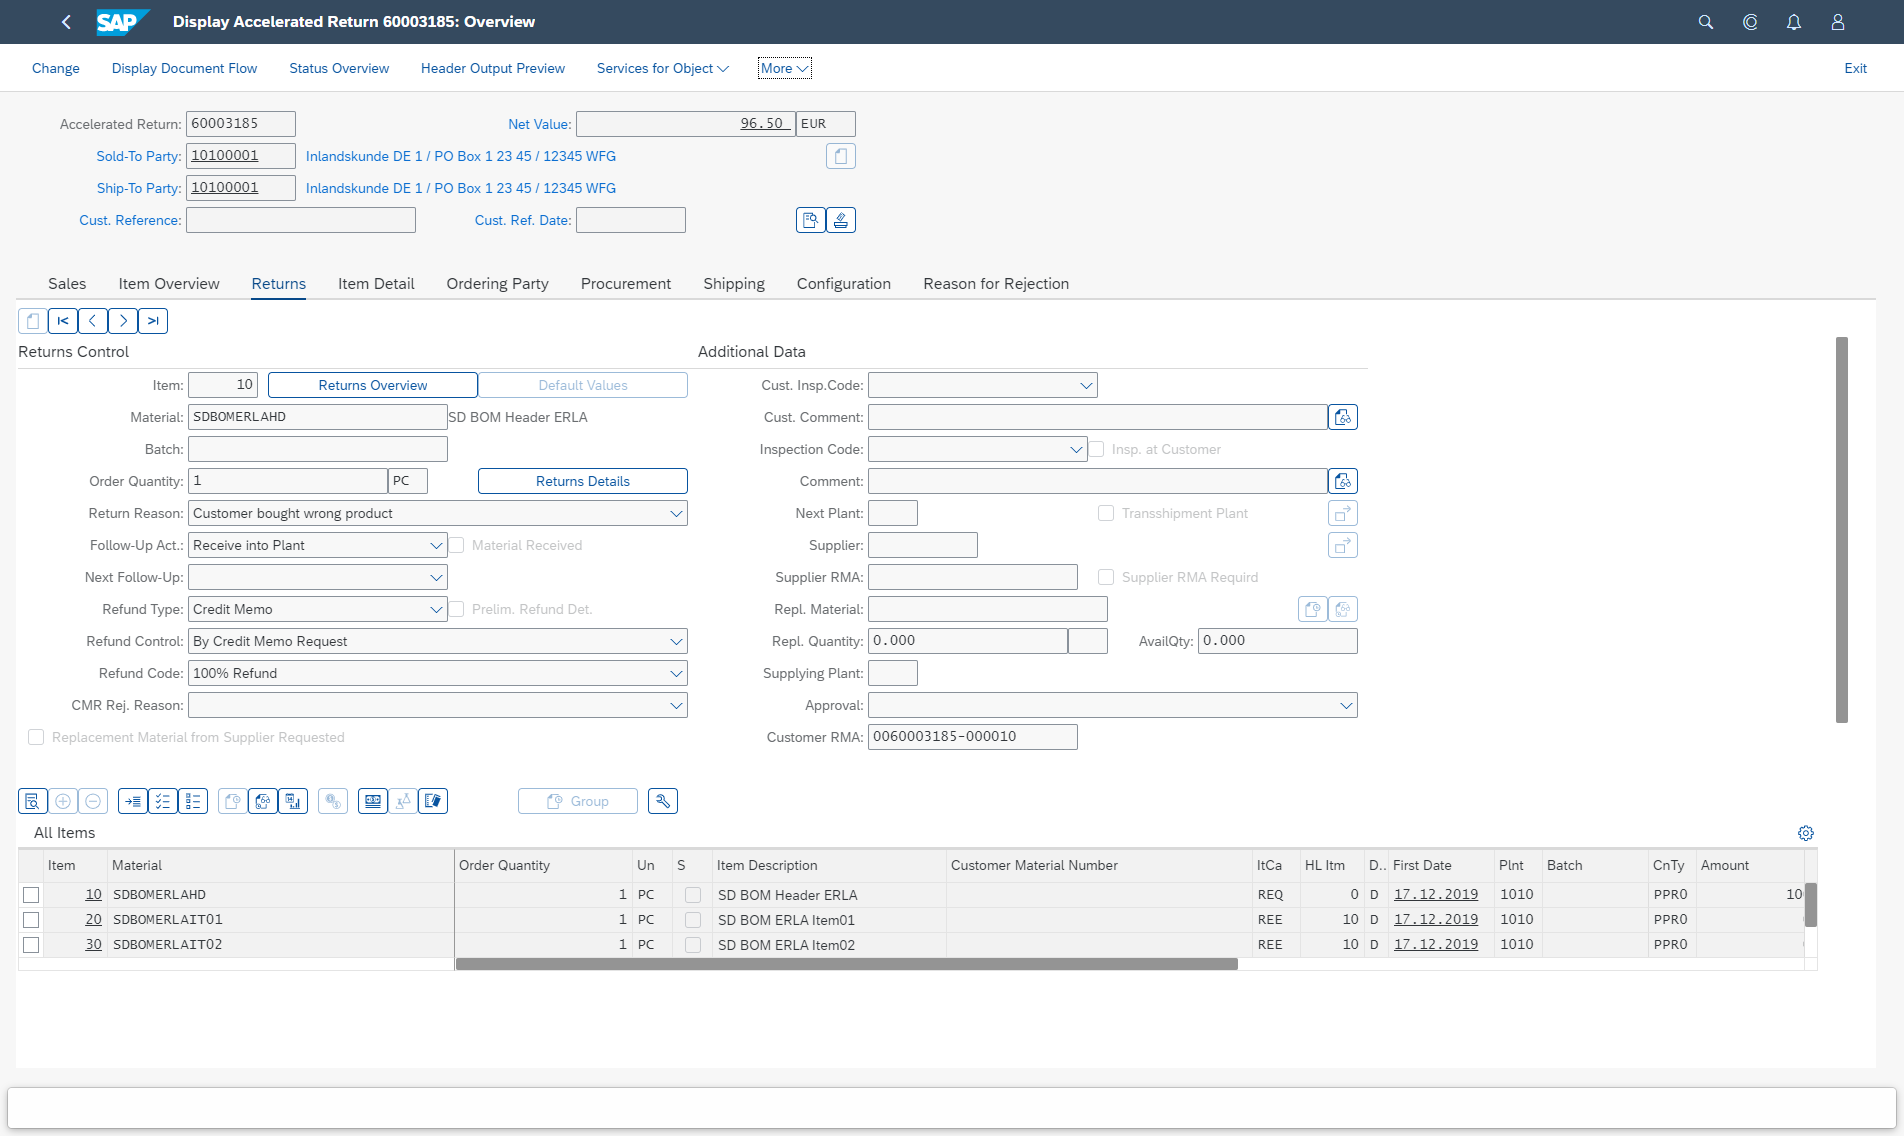 SAP Display Accelerated Return 60003185: Overview
Change Display Document Flow Status Overview Header Output Preview Services for Object More Exit
Accelerated Return: 60003185 Net Value: 96.50 EUR
Sold-To Party: 10100001 Inlandskunde DE 1 / PO Box 1 23 45 / 12345 WFG
Ship-To Party: 10100001 Inlandskunde DE 1 / PO Box 1 23 45 / 12345 WFG
Cust. Reference: Cust. Ref. Date:
Sales Item Overview Returns Item Detail Ordering Party Procurement Shipping Configuration Reason for Rejection
Returns Control Additional Data
Item: 10 Returns Overview Default Values Cust. Insp.Code:
Material: SDBOMERLAHD SD BOM Header ERLA Cust. Comment:
Batch: Inspection Code: Insp. at Customer
Order Quantity: 1 PC Returns Details Comment:
Return Reason: Customer bought wrong product Next Plant: Transshipment Plant
Follow-Up Act.: Receive into Plant Material Received Supplier:
Next Follow-Up: Supplier RMA: Supplier RMA Requird
Refund Type: Credit Memo Prelim. Refund Det. Repl. Material:
Refund Control: By Credit Memo Request Repl. Quantity: 0.000 AvailQty: 0.000
Refund Code: 100% Refund Supplying Plant:
CMR Rej. Reason: Approval:
Replacement Material from Supplier Requested Customer RMA: 0060003185-000010
Group
All Items
Item Material Order Quantity Un S Item Description Customer Material Number ItCa HL Itm D.. First Date Plnt Batch CnTy Amount
10 SDBOMERLAHD 1 PC SD BOM Header ERLA REQ 0 D 17.12.2019 1010 PPR0 10
20 SDBOMERLAIT01 1 PC SD BOM ERLA Item01 REE 10 D 17.12.2019 1010 PPR0
30 SDBOMERLAIT02 1 PC SD BOM ERLA Item02 REE 10 D 17.12.2019 1010 PPR0